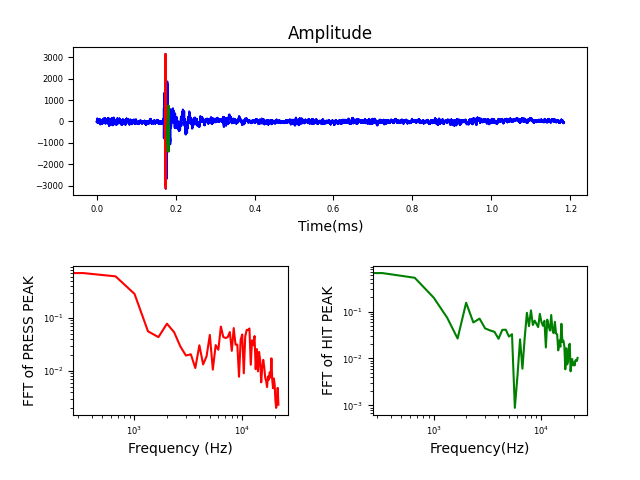 Amplitude
3000
2000
1000
0
−1000
−2000
−3000
0.0 0.2 0.4 0.6 0.8 1.0 1.2
Time(ms)
FFT of PRESS PEAK
10⁻¹
10⁻²
10³ 10⁴
Frequency (Hz)
FFT of HIT PEAK
10⁻¹
10⁻²
10⁻³
10³ 10⁴
Frequency(Hz)